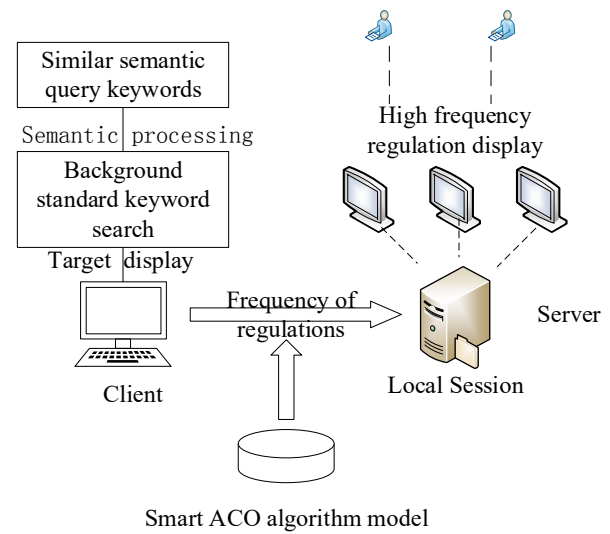 Similar semantic
query keywords
Semantic processing
Background
standard keyword
search
Target display
Client
Frequency of
regulations
High frequency
regulation display
Server
Local Session
Smart ACO algorithm model